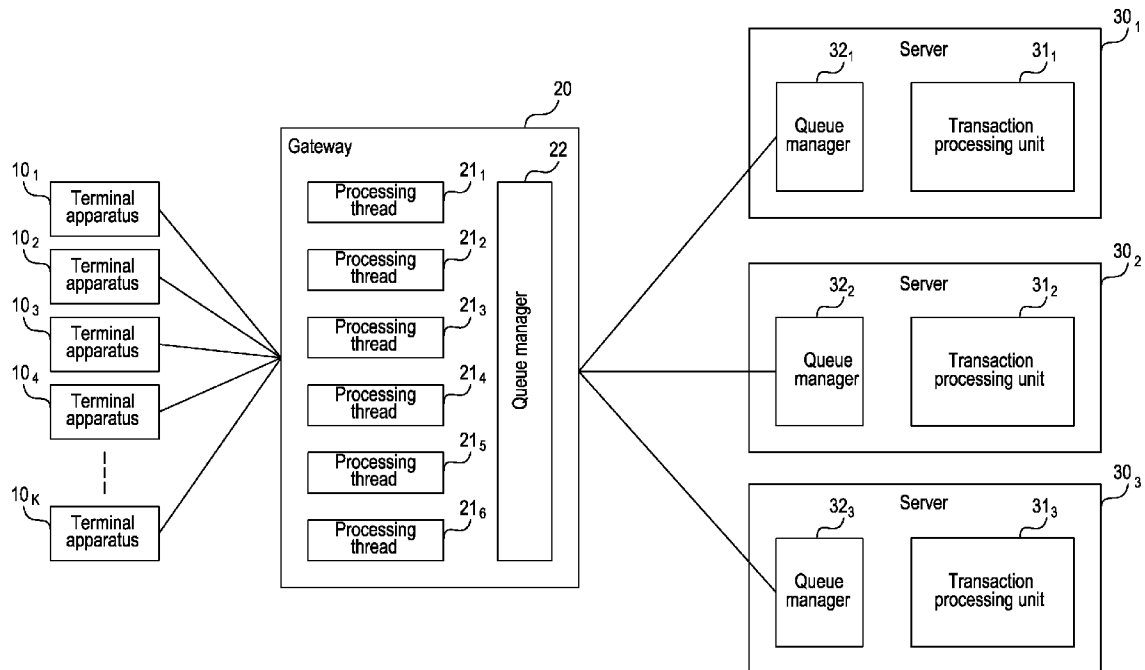 10₁
Terminal
apparatus
10₂
Terminal
apparatus
10₃
Terminal
apparatus
10₄
Terminal
apparatus
10K
Terminal
apparatus
20
Gateway
21₁
Processing
thread
21₂
Processing
thread
21₃
Processing
thread
21₄
Processing
thread
21₅
Processing
thread
21₆
Processing
thread
22
Queue manager
30₁
Server
32₁
Queue
manager
31₁
Transaction
processing unit
30₂
Server
32₂
Queue
manager
31₂
Transaction
processing unit
30₃
Server
32₃
Queue
manager
31₃
Transaction
processing unit